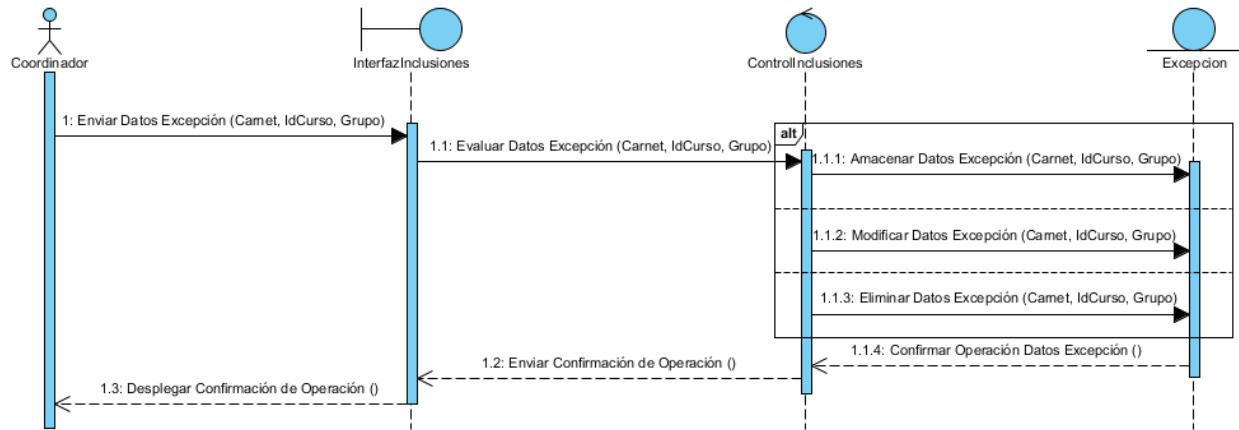 Coordinador
InterfazInclusiones
ControlInclusiones
Excepcion
1: Enviar Datos Excepción (Carnet, IdCurso, Grupo)
alt
1.1: Evaluar Datos Excepción (Carnet, IdCurso, Grupo)
1.1.1: Amacenar Datos Excepción (Carnet, IdCurso, Grupo)
1.1.2: Modificar Datos Excepción (Carnet, IdCurso, Grupo)
1.1.3: Eliminar Datos Excepción (Carnet, IdCurso, Grupo)
1.1.4: Confirmar Operación Datos Excepción ()
1.2: Enviar Confirmación de Operación ()
1.3: Desplegar Confirmación de Operación ()